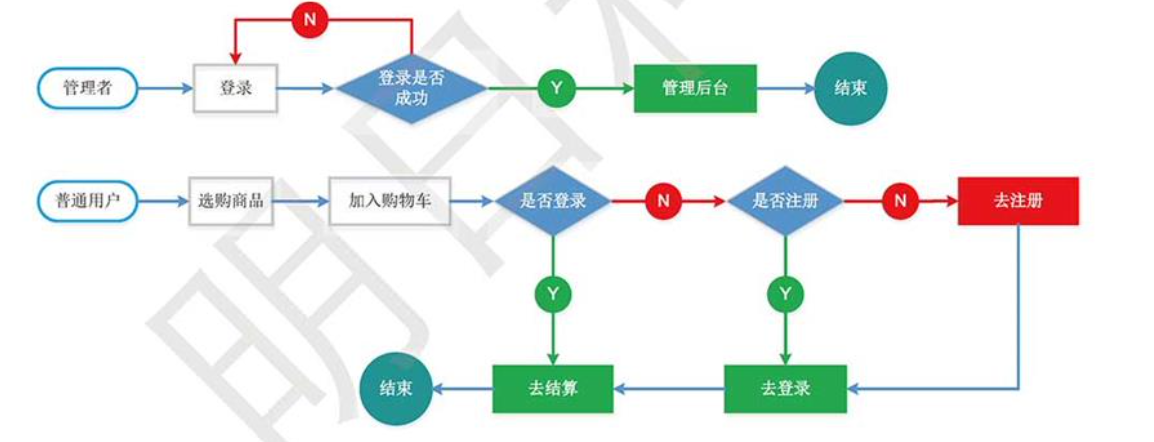 N
管理者
登录
登录是否
成功
Y
管理后台
结束
普通用户
选购商品
加入购物车
是否登录
N
是否注册
N
去注册
Y
Y
结束
去结算
去登录
明日